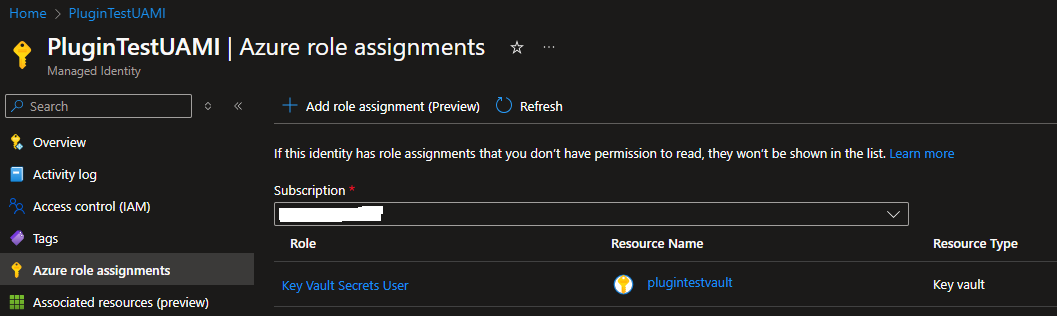 Home > PluginTestUAMI
PluginTestUAMI | Azure role assignments ☆ ...
Managed Identity
Search «
+ Add role assignment (Preview) Refresh
Overview
Activity log
Access control (IAM)
Tags
Azure role assignments
Associated resources (preview)
If this identity has role assignments that you don't have permission to read, they won't be shown in the list. Learn more
Subscription *
Role Resource Name Resource Type
Key Vault Secrets User plugintestvault Key vault